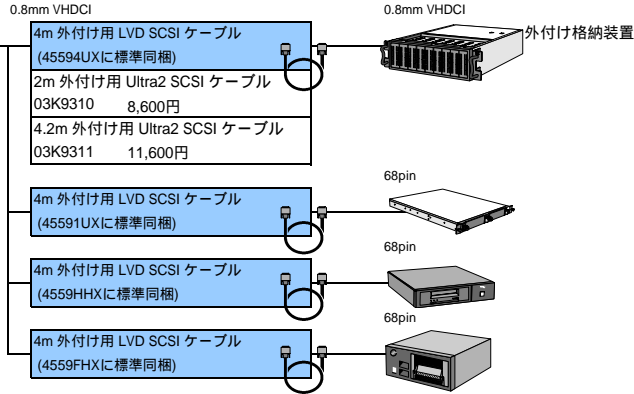 0.8mm VHDCI
0.8mm VHDCI
4m 外付け用 LVD SCSI ケーブル
(45594UXに標準同梱)
外付け格納装置
2m 外付け用 Ultra2 SCSI ケーブル
03K9310 8,600円
4.2m 外付け用 Ultra2 SCSI ケーブル
03K9311 11,600円
68pin
4m 外付け用 LVD SCSI ケーブル
(45591UXに標準同梱)
68pin
4m 外付け用 LVD SCSI ケーブル
(4559HHXに標準同梱)
68pin
4m 外付け用 LVD SCSI ケーブル
(4559FHXに標準同梱)